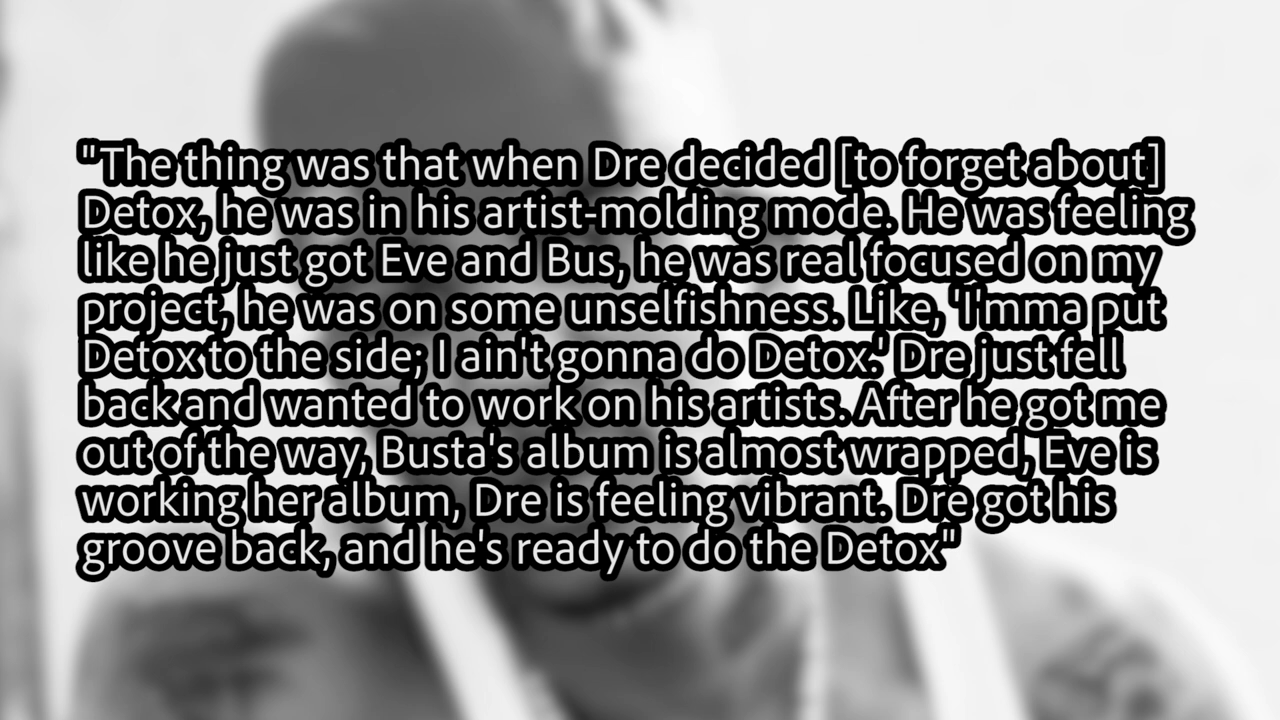 "The thing was that when Dre decided [to forget about]
Detox, he was in his artist-molding mode. He was feeling
like he just got Eve and Bus, he was real focused on my
project, he was on some unselfishness. Like, 'I'mma put
Detox to the side; I ain't gonna do Detox.' Dre just fell
back and wanted to work on his artists. After he got me
out of the way, Busta's album is almost wrapped, Eve is
working her album, Dre is feeling vibrant. Dre got his
groove back, and he's ready to do the Detox"